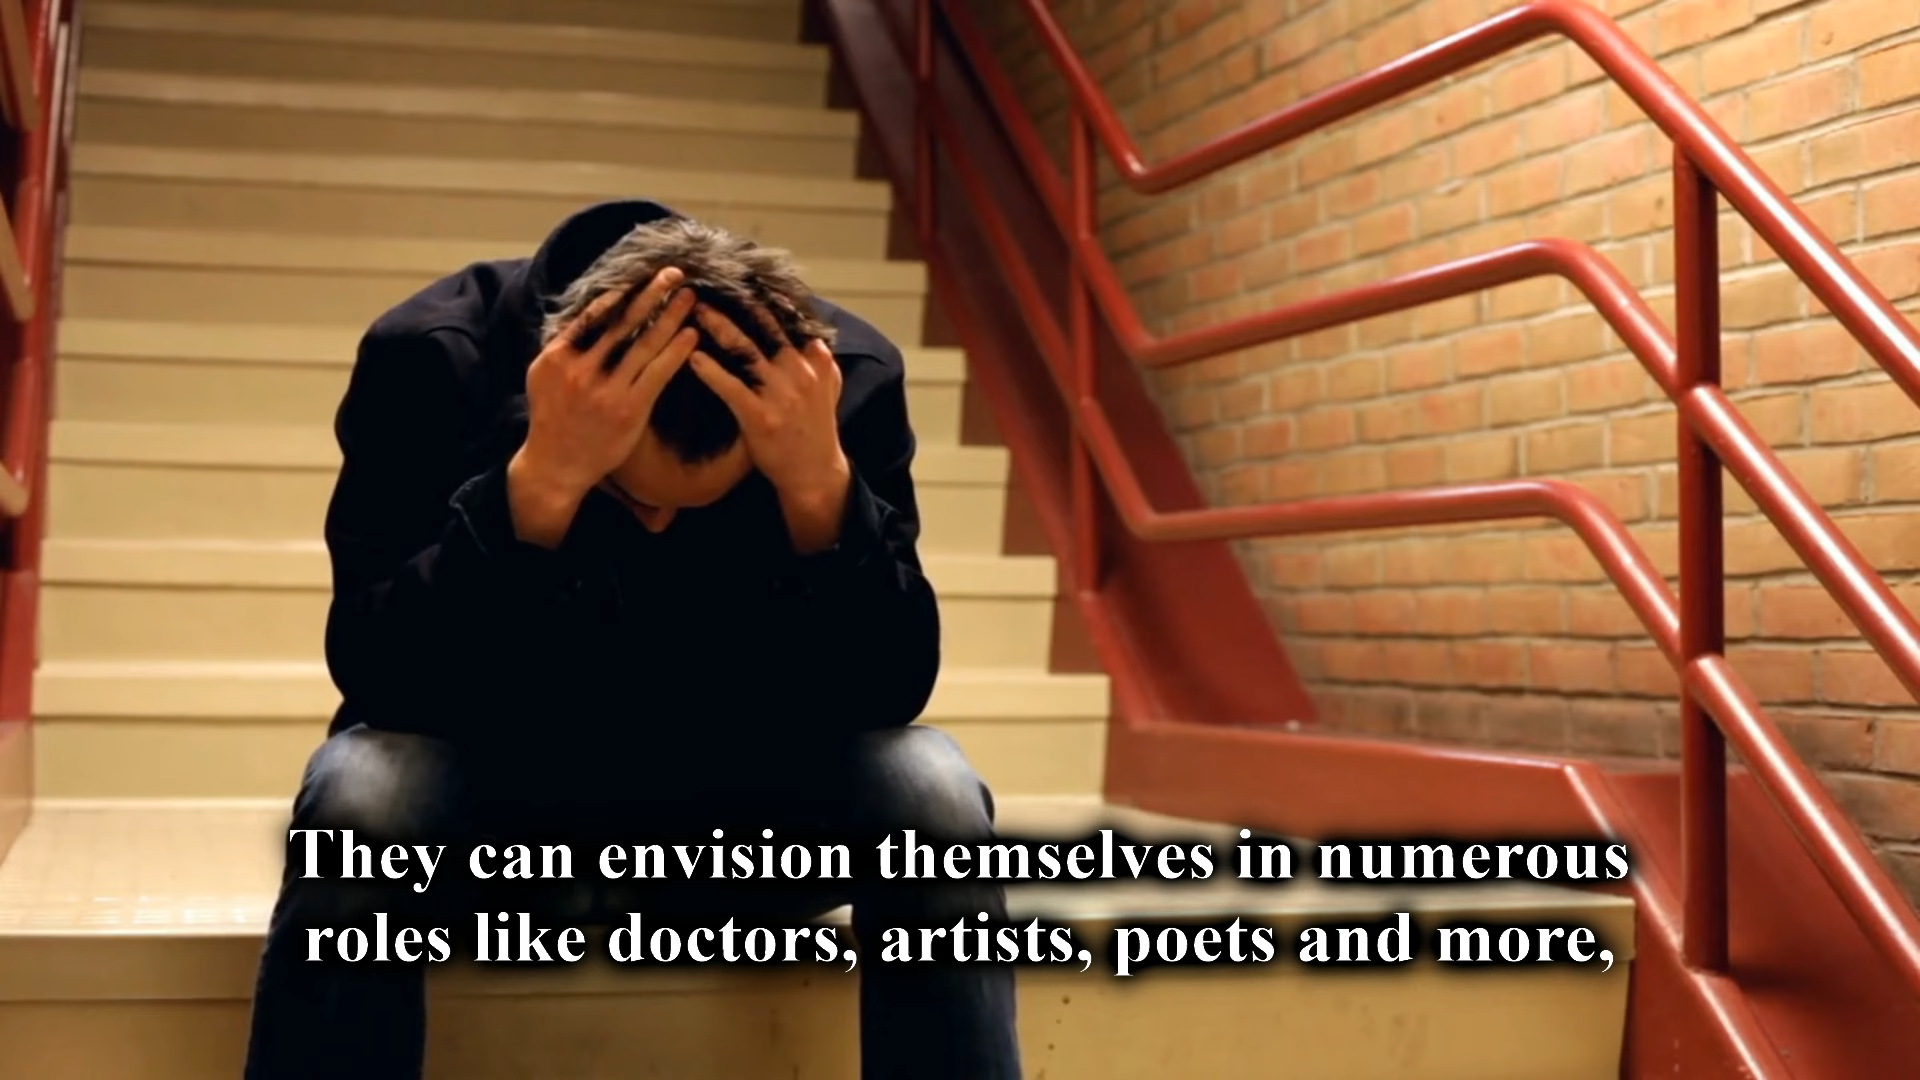 They can envision themselves in numerous
roles like doctors, artists, poets and more,